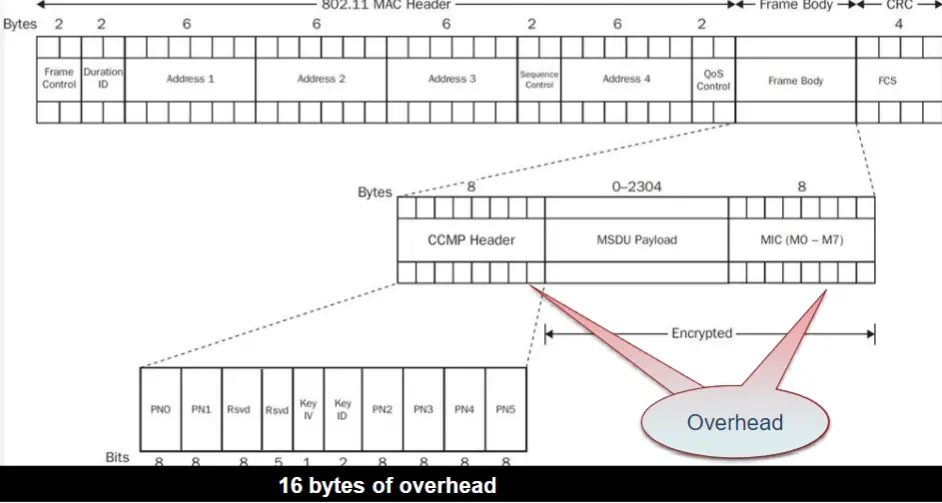 802.11 MAC Header Frame Body CRC
Bytes 2 2 6 6 6 2 6 2 4
Frame Control Duration ID Address 1 Address 2 Address 3 Sequence Control Address 4 QoS Control Frame Body FCS
Bytes 8 0–2304 8
CCMP Header MSDU Payload MIC (M0 – M7)
Encrypted
PN0 PN1 Rsvd Rsvd Key IV Key ID PN2 PN3 PN4 PN5
Overhead
Bits 8 8 8 5 1 2 8 8 8 8
16 bytes of overhead